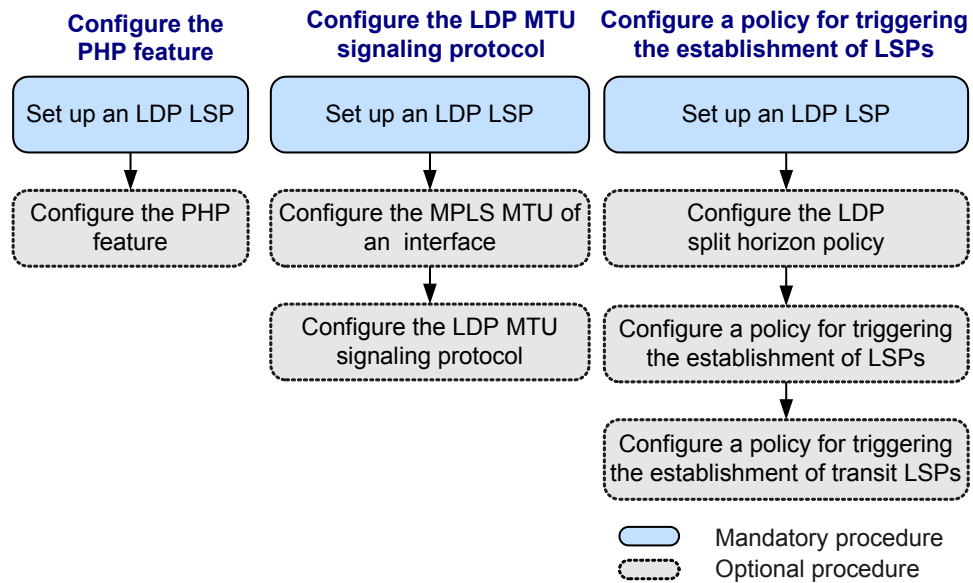 Configure the
PHP feature
Set up an LDP LSP
Configure the PHP
feature
Configure the LDP MTU
signaling protocol
Set up an LDP LSP
Configure the MPLS MTU of
an interface
Configure the LDP MTU
signaling protocol
Configure a policy for triggering
the establishment of LSPs
Set up an LDP LSP
Configure the LDP
split horizon policy
Configure a policy for triggering
the establishment of LSPs
Configure a policy for triggering
the establishment of transit LSPs
Mandatory procedure
Optional procedure